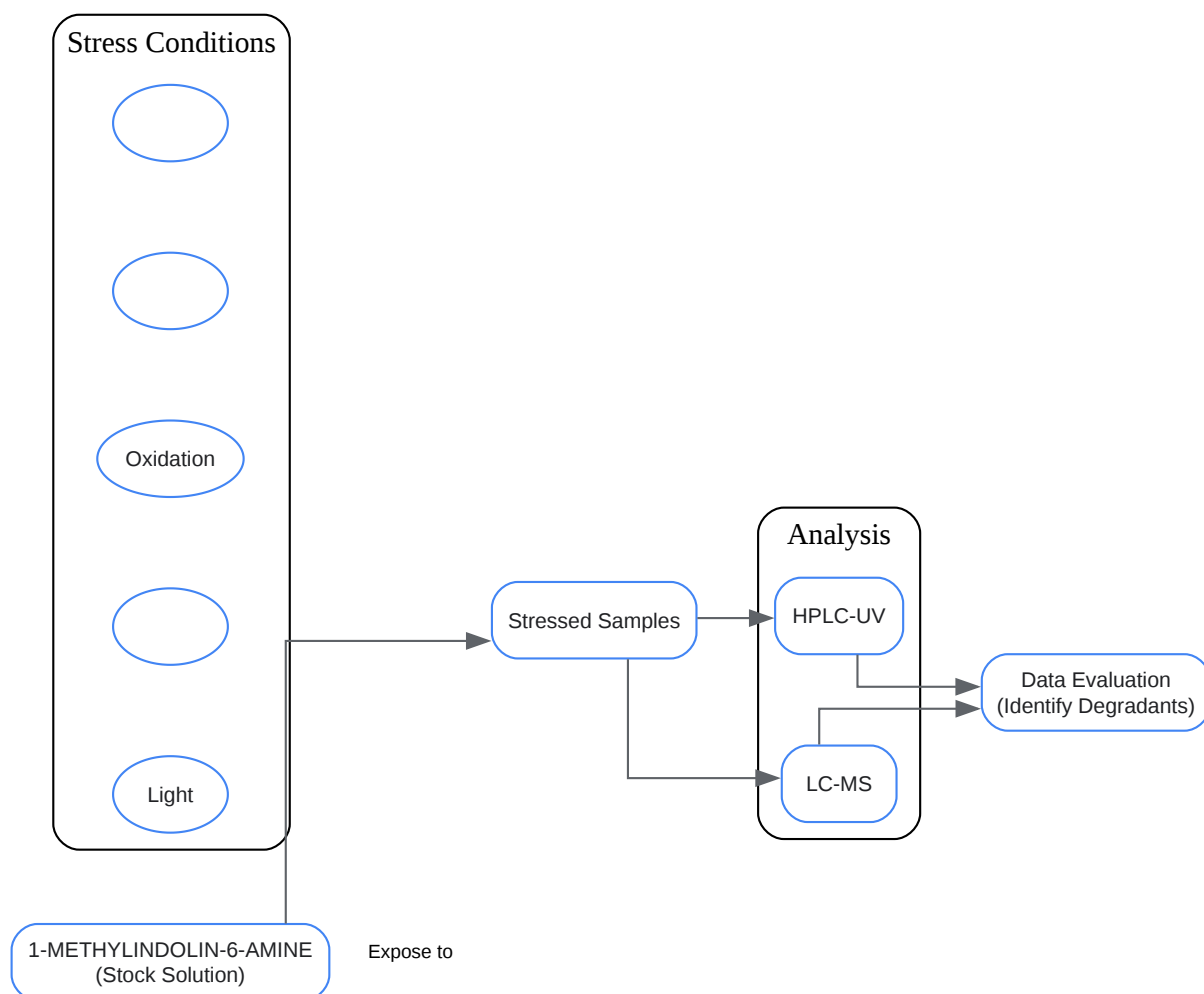 Stress Conditions
Oxidation
Light
1-METHYLINDOLIN-6-AMINE
(Stock Solution)
Expose to
Stressed Samples
Analysis
HPLC-UV
LC-MS
Data Evaluation
(Identify Degradants)